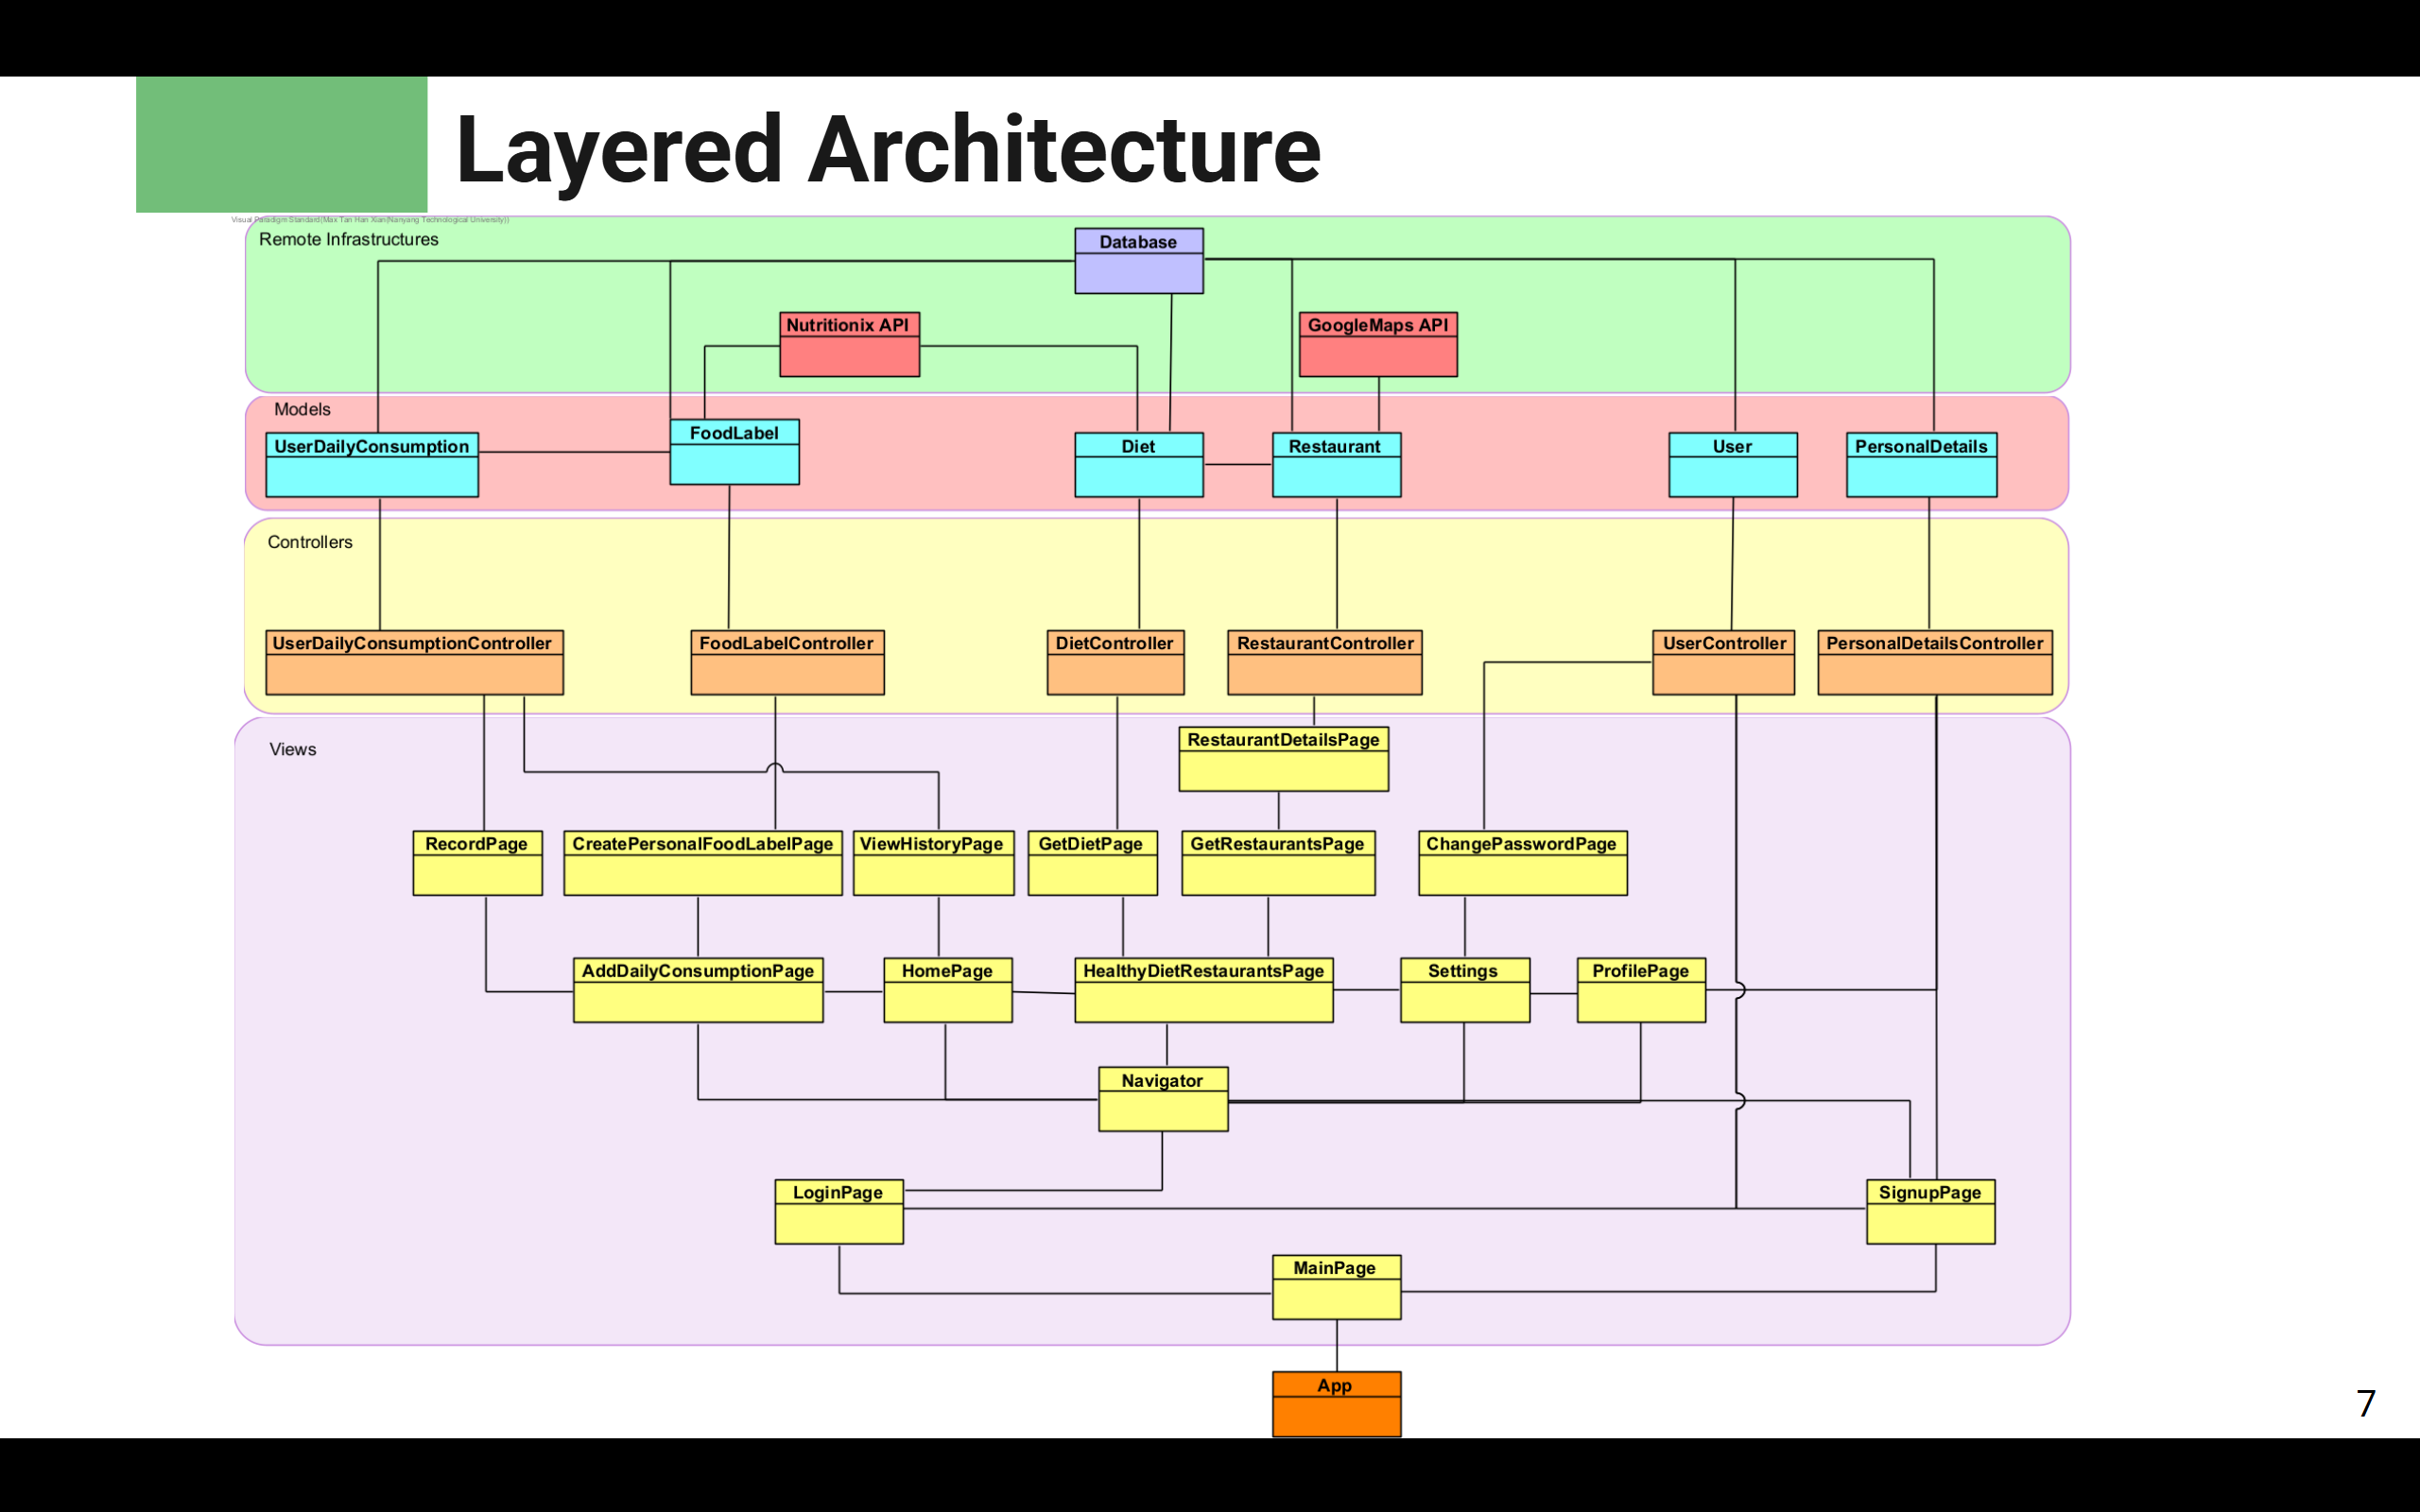 Layered Architecture
Visual Paradigm Standard(Max Tan Han Xian(Nanyang Technological University))
Remote Infrastructures
Database
Nutritionix API
GoogleMaps API
Models
UserDailyConsumption
FoodLabel
Diet
Restaurant
User
PersonalDetails
Controllers
UserDailyConsumptionController
FoodLabelController
DietController
RestaurantController
UserController
PersonalDetailsController
Views
RestaurantDetailsPage
RecordPage
CreatePersonalFoodLabelPage
ViewHistoryPage
GetDietPage
GetRestaurantsPage
ChangePasswordPage
AddDailyConsumptionPage
HomePage
HealthyDietRestaurantsPage
Settings
ProfilePage
Navigator
LoginPage
SignupPage
MainPage
App
7